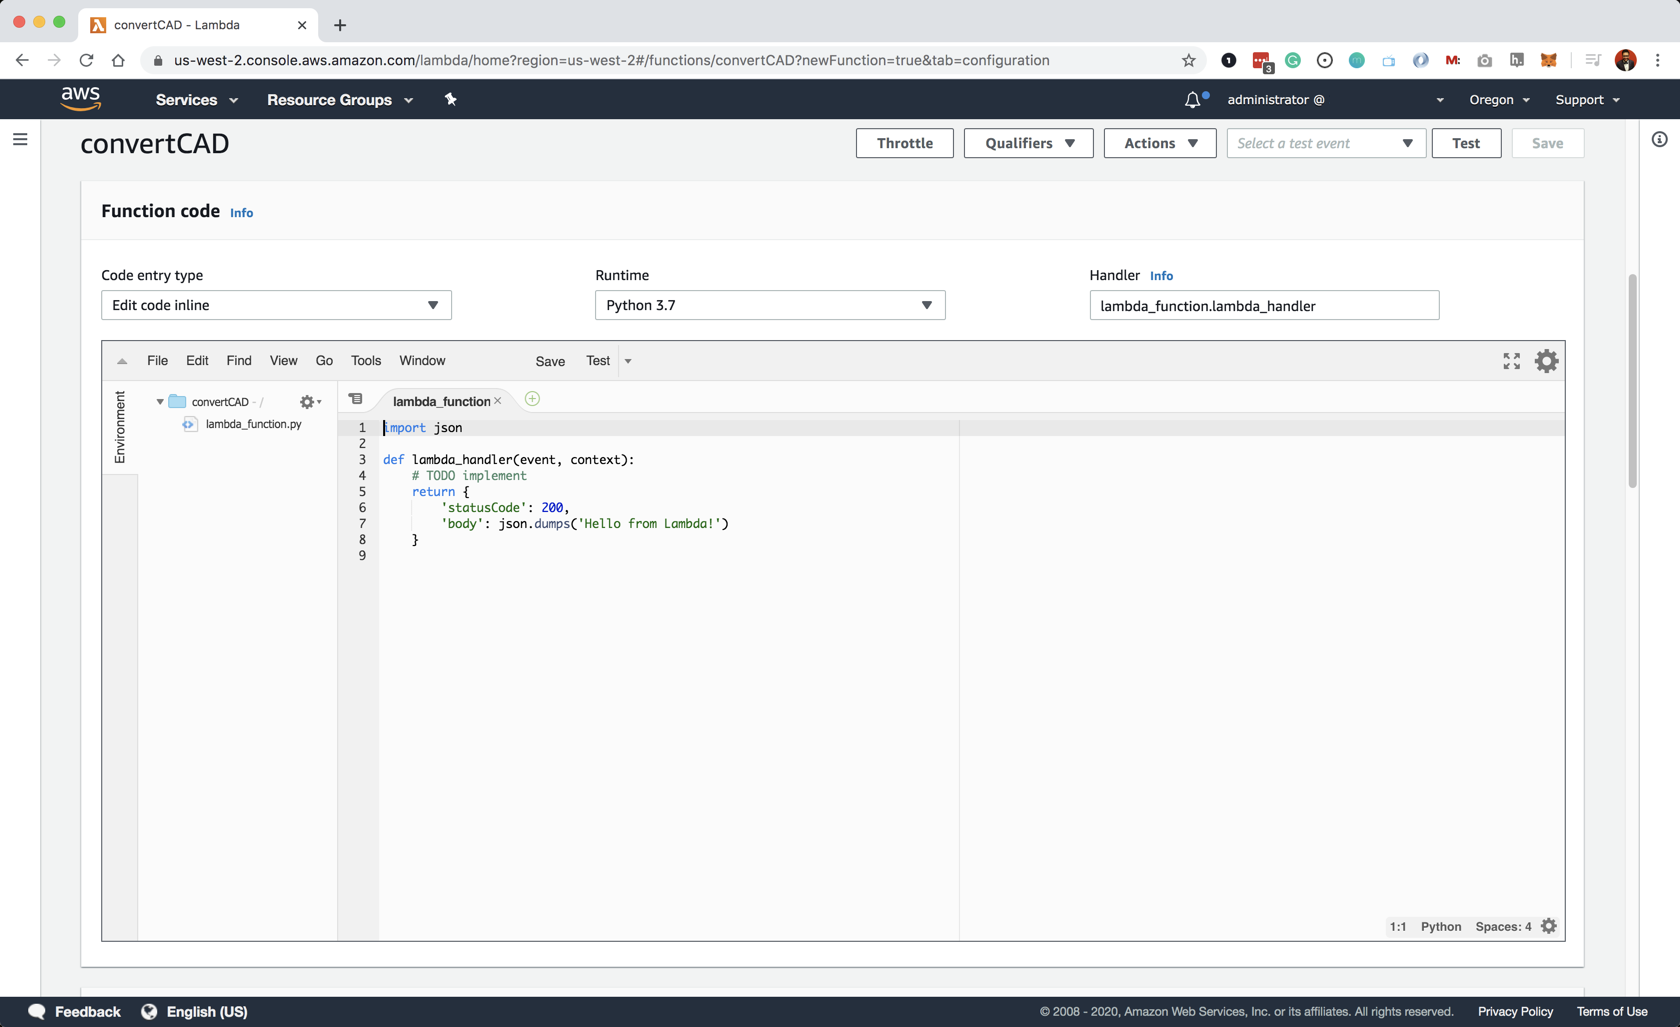 convertCAD - Lambda
us-west-2.console.aws.amazon.com/lambda/home?region=us-west-2#/functions/convertCAD?newFunction=true&tab=configuration
3
M:
h.
aws
Services
Resource Groups
administrator @
Oregon
Support
convertCAD
Throttle
Qualifiers
Actions
Select a test event
Test
Save
Function code Info
Code entry type
Runtime
Handler Info
Edit code inline
Python 3.7
lambda_function.lambda_handler
File Edit Find View Go Tools Window Save Test
Environment
convertCAD - /
lambda_function.py
lambda_function
1 import json
2
3 def lambda_handler(event, context):
4 # TODO implement
5 return {
6 'statusCode': 200,
7 'body': json.dumps('Hello from Lambda!')
8 }
9
1:1 Python Spaces: 4
Feedback
English (US)
© 2008 - 2020, Amazon Web Services, Inc. or its affiliates. All rights reserved.
Privacy Policy
Terms of Use